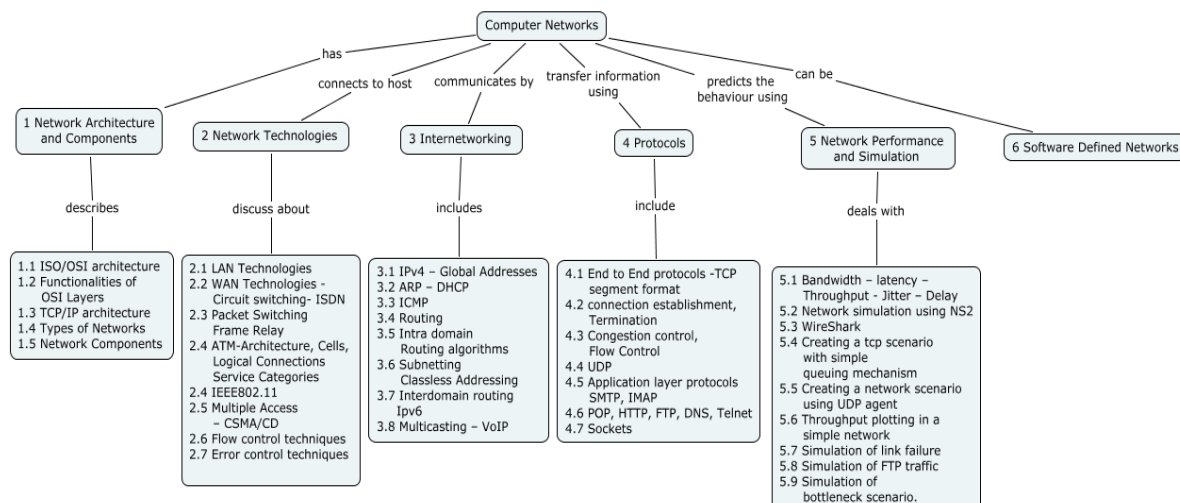 Computer Networks
has
connects to host
communicates by
transfer information
using
predicts the
behaviour using
can be
1 Network Architecture
and Components
2 Network Technologies
3 Internetworking
4 Protocols
5 Network Performance
and Simulation
6 Software Defined Networks
describes
discuss about
includes
include
deals with
1.1 ISO/OSI architecture
1.2 Functionalities of
OSI Layers
1.3 TCP/IP architecture
1.4 Types of Networks
1.5 Network Components
2.1 LAN Technologies
2.2 WAN Technologies -
Circuit switching- ISDN
2.3 Packet Switching
Frame Relay
2.4 ATM-Architecture, Cells,
Logical Connections
Service Categories
2.4 IEEE802.11
2.5 Multiple Access
– CSMA/CD
2.6 Flow control techniques
2.7 Error control techniques
3.1 IPv4 – Global Addresses
3.2 ARP – DHCP
3.3 ICMP
3.4 Routing
3.5 Intra domain
Routing algorithms
3.6 Subnetting
Classless Addressing
3.7 Interdomain routing
Ipv6
3.8 Multicasting – VoIP
4.1 End to End protocols -TCP
segment format
4.2 connection establishment,
Termination
4.3 Congestion control,
Flow Control
4.4 UDP
4.5 Application layer protocols
SMTP, IMAP
4.6 POP, HTTP, FTP, DNS, Telnet
4.7 Sockets
5.1 Bandwidth – latency –
Throughput - Jitter – Delay
5.2 Network simulation using NS2
5.3 WireShark
5.4 Creating a tcp scenario
with simple
queuing mechanism
5.5 Creating a network scenario
using UDP agent
5.6 Throughput plotting in a
simple network
5.7 Simulation of link failure
5.8 Simulation of FTP traffic
5.9 Simulation of
bottleneck scenario.